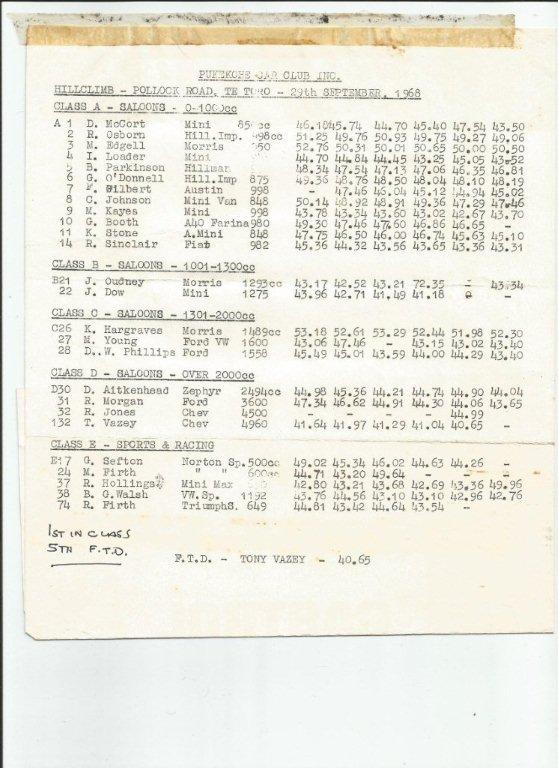 PUKEKOHE CAR CLUB INC.
HILLCLIMB - POLLOCK ROAD, TE TORO - 29th SEPTEMBER, 1968
CLASS A - SALOONS - 0-1000cc
A 1 D. McCort Mini 850cc 46.18 45.74 44.70 45.40 47.54 43.50
2 R. Osborn Hill.Imp. 998cc 51.25 49.76 50.93 49.75 49.27 49.06
3 M. Edgell Morris 850 52.76 50.31 50.01 50.65 50.00 50.50
4 I. Loader Mini 44.70 44.84 44.45 43.25 45.05 43.52
5 B. Parkinson Hillman 48.34 47.54 47.13 47.06 46.35 46.81
6 G. O'Donnell Hill.Imp 875 49.36 48.76 48.50 48.04 48.10 48.19
7 F. Gilbert Austin 998 - 47.46 46.04 45.12 44.94 45.02
8 C. Johnson Mini Van 848 50.14 48.92 48.91 49.36 47.29 47.46
9 M. Kayes Mini 998 43.78 43.34 43.60 43.02 42.67 43.70
10 G. Booth A40 Farina 980 49.30 47.46 47.60 46.86 46.65 -
11 K. Stone A.Mini 848 47.75 46.50 46.00 46.74 45.63 45.10
14 R. Sinclair Fiat 982 45.36 44.32 43.56 43.65 43.36 43.31
CLASS B - SALOONS - 1001-1300cc
B21 J. Oudney Morris 1293cc 43.17 42.52 43.21 72.35 - 43.34
22 J. Dow Mini 1275 43.96 42.71 41.49 41.18 - -
CLASS C - SALOONS - 1301-2000cc
C26 K. Hargraves Morris 1489cc 53.18 52.61 53.29 52.44 51.98 52.30
27 M. Young Ford VW 1600 43.06 47.46 - 43.15 43.02 43.40
28 D..W. Phillips Ford 1558 45.49 45.01 43.59 44.00 44.29 43.40
CLASS D - SALOONS - OVER 2000cc
D30 D. Aitkenhead Zephyr 2494cc 44.98 45.36 44.21 44.74 44.90 44.04
31 R. Morgan Ford 3600 47.34 46.62 44.91 44.30 44.06 43.65
32 R. Jones Chev 4500 - - - - 44.99
132 T. Vazey Chev 4960 41.64 41.97 41.29 41.04 40.65 -
CLASS E - SPORTS & RACING
E17 G. Sefton Norton Sp. 500cc 49.02 45.34 46.02 44.63 44.26 -
24 M. Firth " 600cc 44.71 43.20 49.64 - - -
37 R. Hollings Mini Max 42.80 43.21 43.68 42.69 43.36 49.96
38 B. G. Walsh VW.Sp. 1192 43.76 44.56 43.10 43.10 42.96 42.76
74 R. Firth TriumphS. 649 44.81 43.42 44.64 43.54 -
1ST IN CLASS
5TH F.T.D.
F.T.D. - TONY VAZEY - 40.65